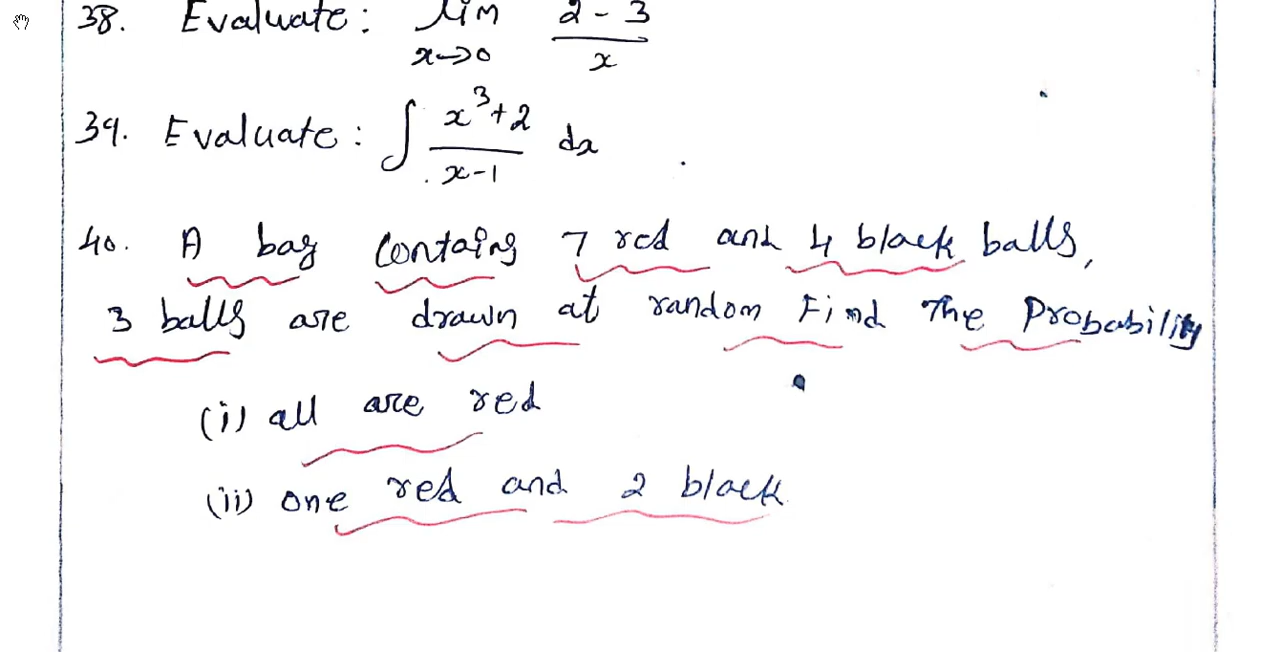 38. Evaluate: lim 2 - 3
x→0 x
39. Evaluate: ∫ x³+2 dx
x-1
40. A bag contains 7 red and 4 black balls,
3 balls are drawn at random Find The Probability
(i) all are red
(ii) one red and 2 black